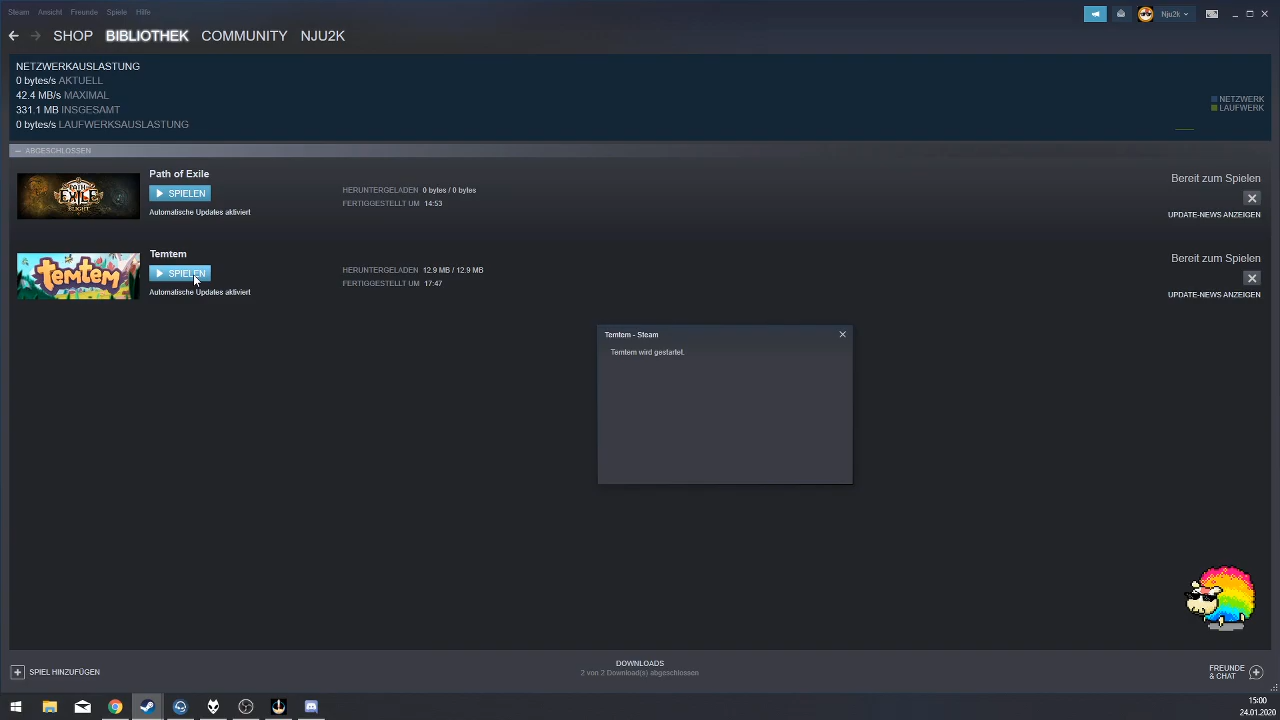 Steam Ansicht Freunde Spiele Hilfe
Nju2k
SHOP BIBLIOTHEK COMMUNITY NJU2K
NETZWERKAUSLASTUNG
0 bytes/s AKTUELL
42.4 MB/s MAXIMAL
331.1 MB INSGESAMT
0 bytes/s LAUFWERKSAUSLASTUNG
NETZWERK
LAUFWERK
ABGESCHLOSSEN
PATH OF EXILE
Path of Exile
SPIELEN
Automatische Updates aktiviert
HERUNTERGELADEN 0 bytes / 0 bytes
FERTIGGESTELLT UM 14:53
Bereit zum Spielen
UPDATE-NEWS ANZEIGEN
temtem
Temtem
SPIELEN
Automatische Updates aktiviert
HERUNTERGELADEN 12.9 MB / 12.9 MB
FERTIGGESTELLT UM 17:47
Bereit zum Spielen
UPDATE-NEWS ANZEIGEN
Temtem - Steam
Temtem wird gestartet.
SPIEL HINZUFÜGEN
DOWNLOADS
2 von 2 Download(s) abgeschlossen
FREUNDE
& CHAT
15:00
24.01.2020